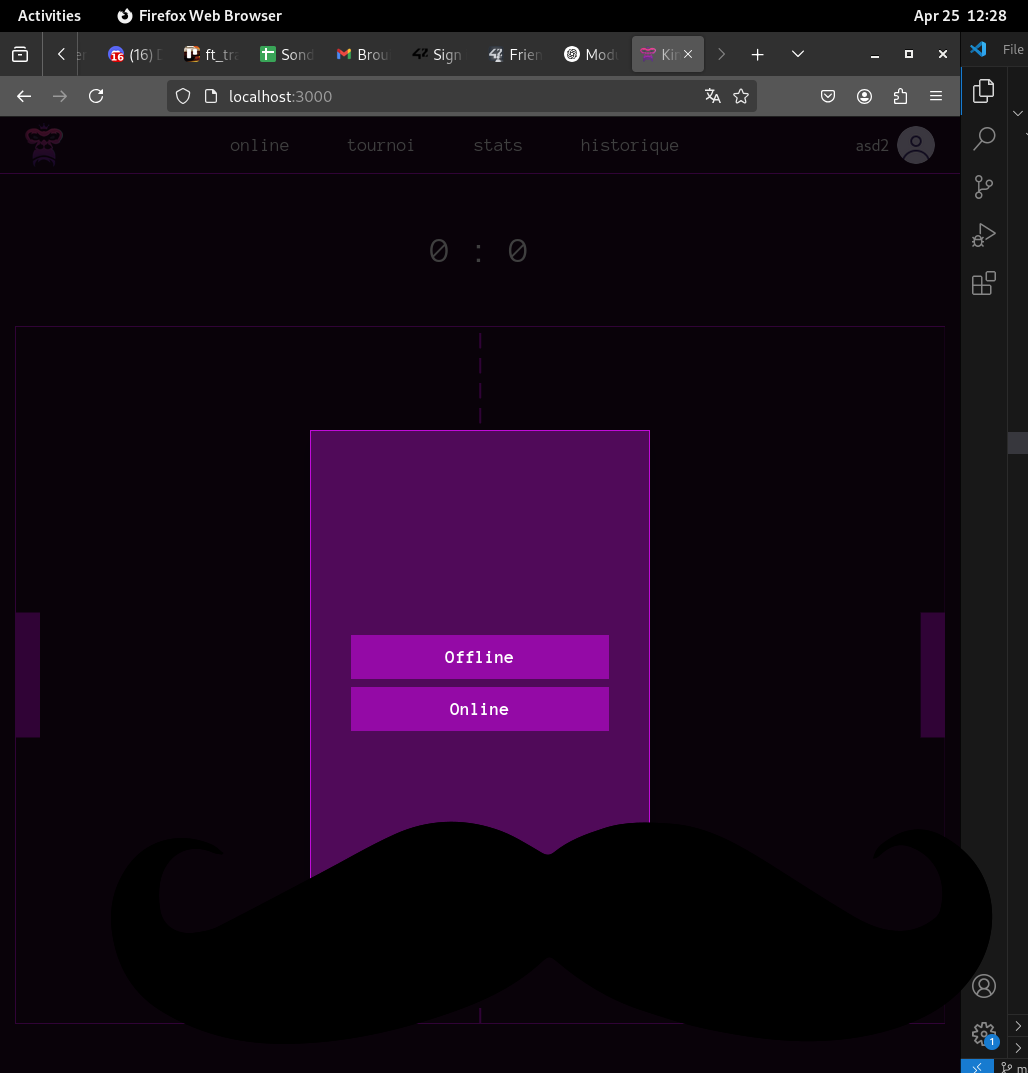 Activities Firefox Web Browser Apr 25 12:28
(16) ft_tra Sond Brou Sign Frien Modu Kin
File
localhost:3000
online tournoi stats historique asd2
0 : 0
Offline
Online
1